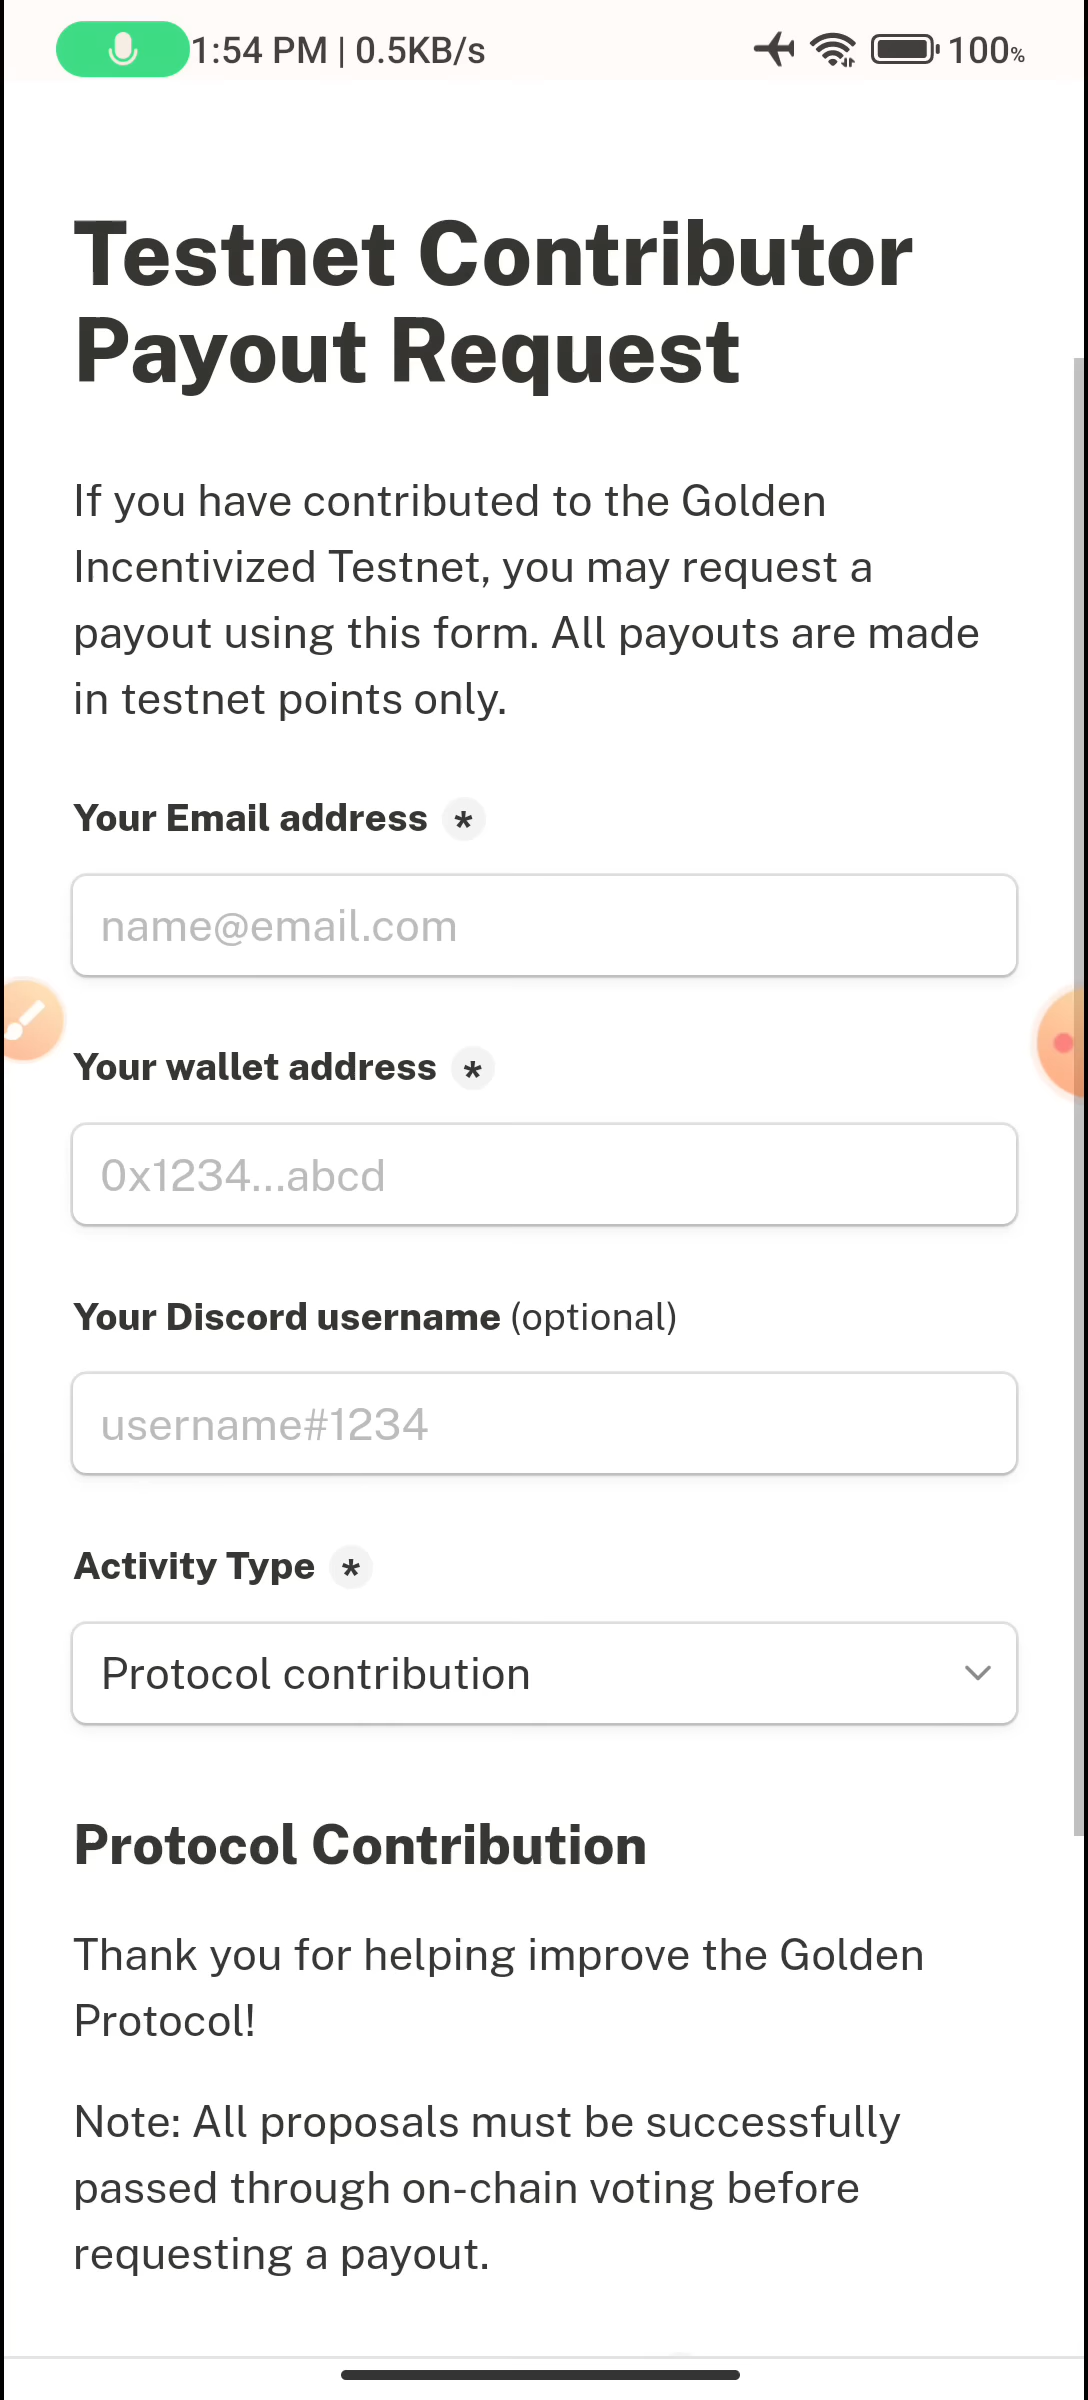 1:54 PM | 0.5KB/s 100%
Testnet Contributor
Payout Request
If you have contributed to the Golden
Incentivized Testnet, you may request a
payout using this form. All payouts are made
in testnet points only.
Your Email address *
name@email.com
Your wallet address *
0x1234...abcd
Your Discord username (optional)
username#1234
Activity Type *
Protocol contribution
Protocol Contribution
Thank you for helping improve the Golden
Protocol!
Note: All proposals must be successfully
passed through on-chain voting before
requesting a payout.